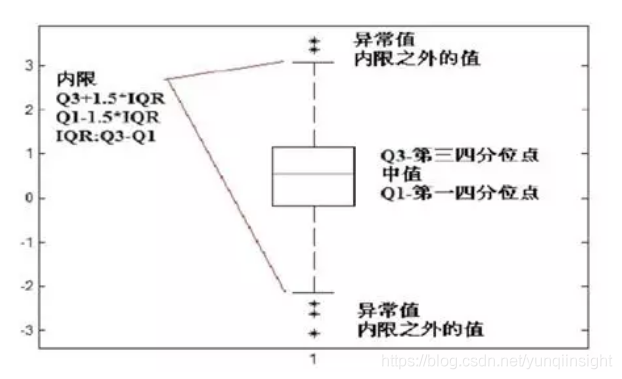 异常值
内限之外的值
内限
Q3+1.5*IQR
Q1-1.5*IQR
IQR:Q3-Q1
Q3-第三四分位点
中值
Q1-第一四分位点
异常值
内限之外的值
3
2
1
0
-1
-2
-3
1
https://blog.csdn.net/yunqiinsight